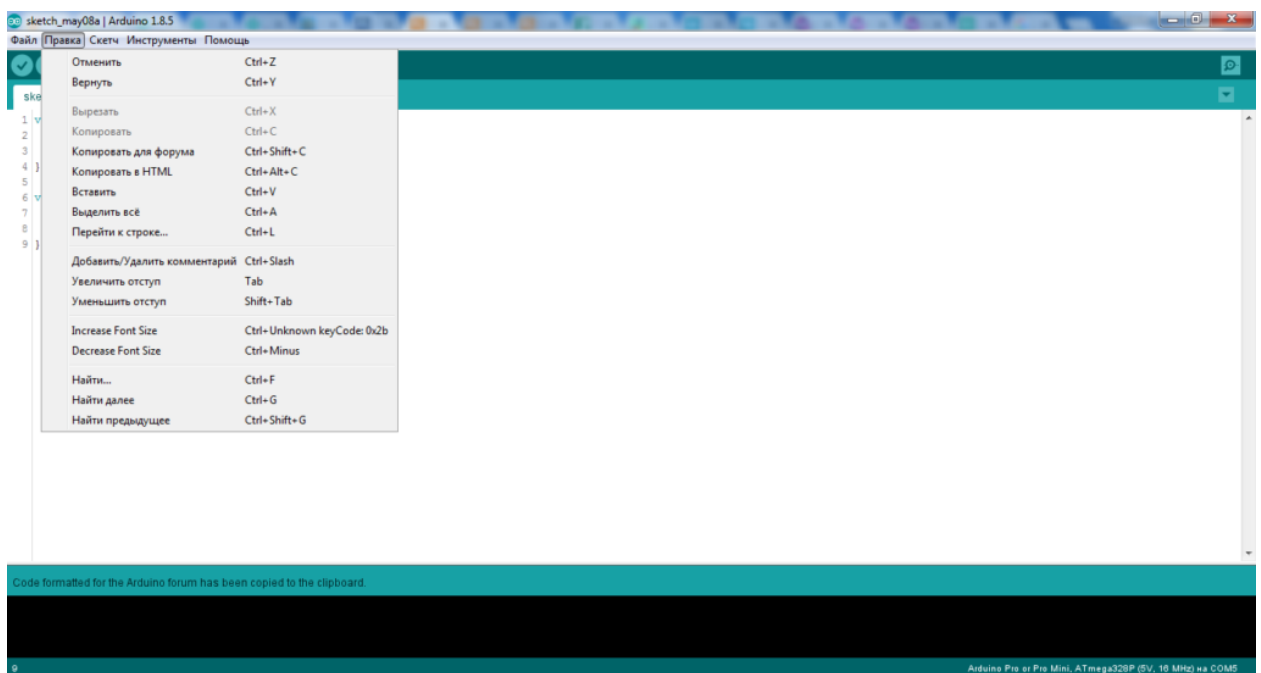 sketch_may08a | Arduino 1.8.5
Файл Правка Скетч Инструменты Помощь
Отменить Ctrl+Z
Вернуть Ctrl+Y
ske
Вырезать Ctrl+X
Копировать Ctrl+C
Копировать для форума Ctrl+Shift+C
Копировать в HTML Ctrl+Alt+C
Вставить Ctrl+V
Выделить всё Ctrl+A
Перейти к строке... Ctrl+L
Добавить/Удалить комментарий Ctrl+Slash
Увеличить отступ Tab
Уменьшить отступ Shift+Tab
Increase Font Size Ctrl+Unknown keyCode: 0x2b
Decrease Font Size Ctrl+Minus
Найти... Ctrl+F
Найти далее Ctrl+G
Найти предыдущее Ctrl+Shift+G
1 v
2
3
4 }
5
6 v
7
8
9 }
Code formatted for the Arduino forum has been copied to the clipboard.
9 Arduino Pro or Pro Mini, ATmega328P (5V, 16 MHz) на COM5